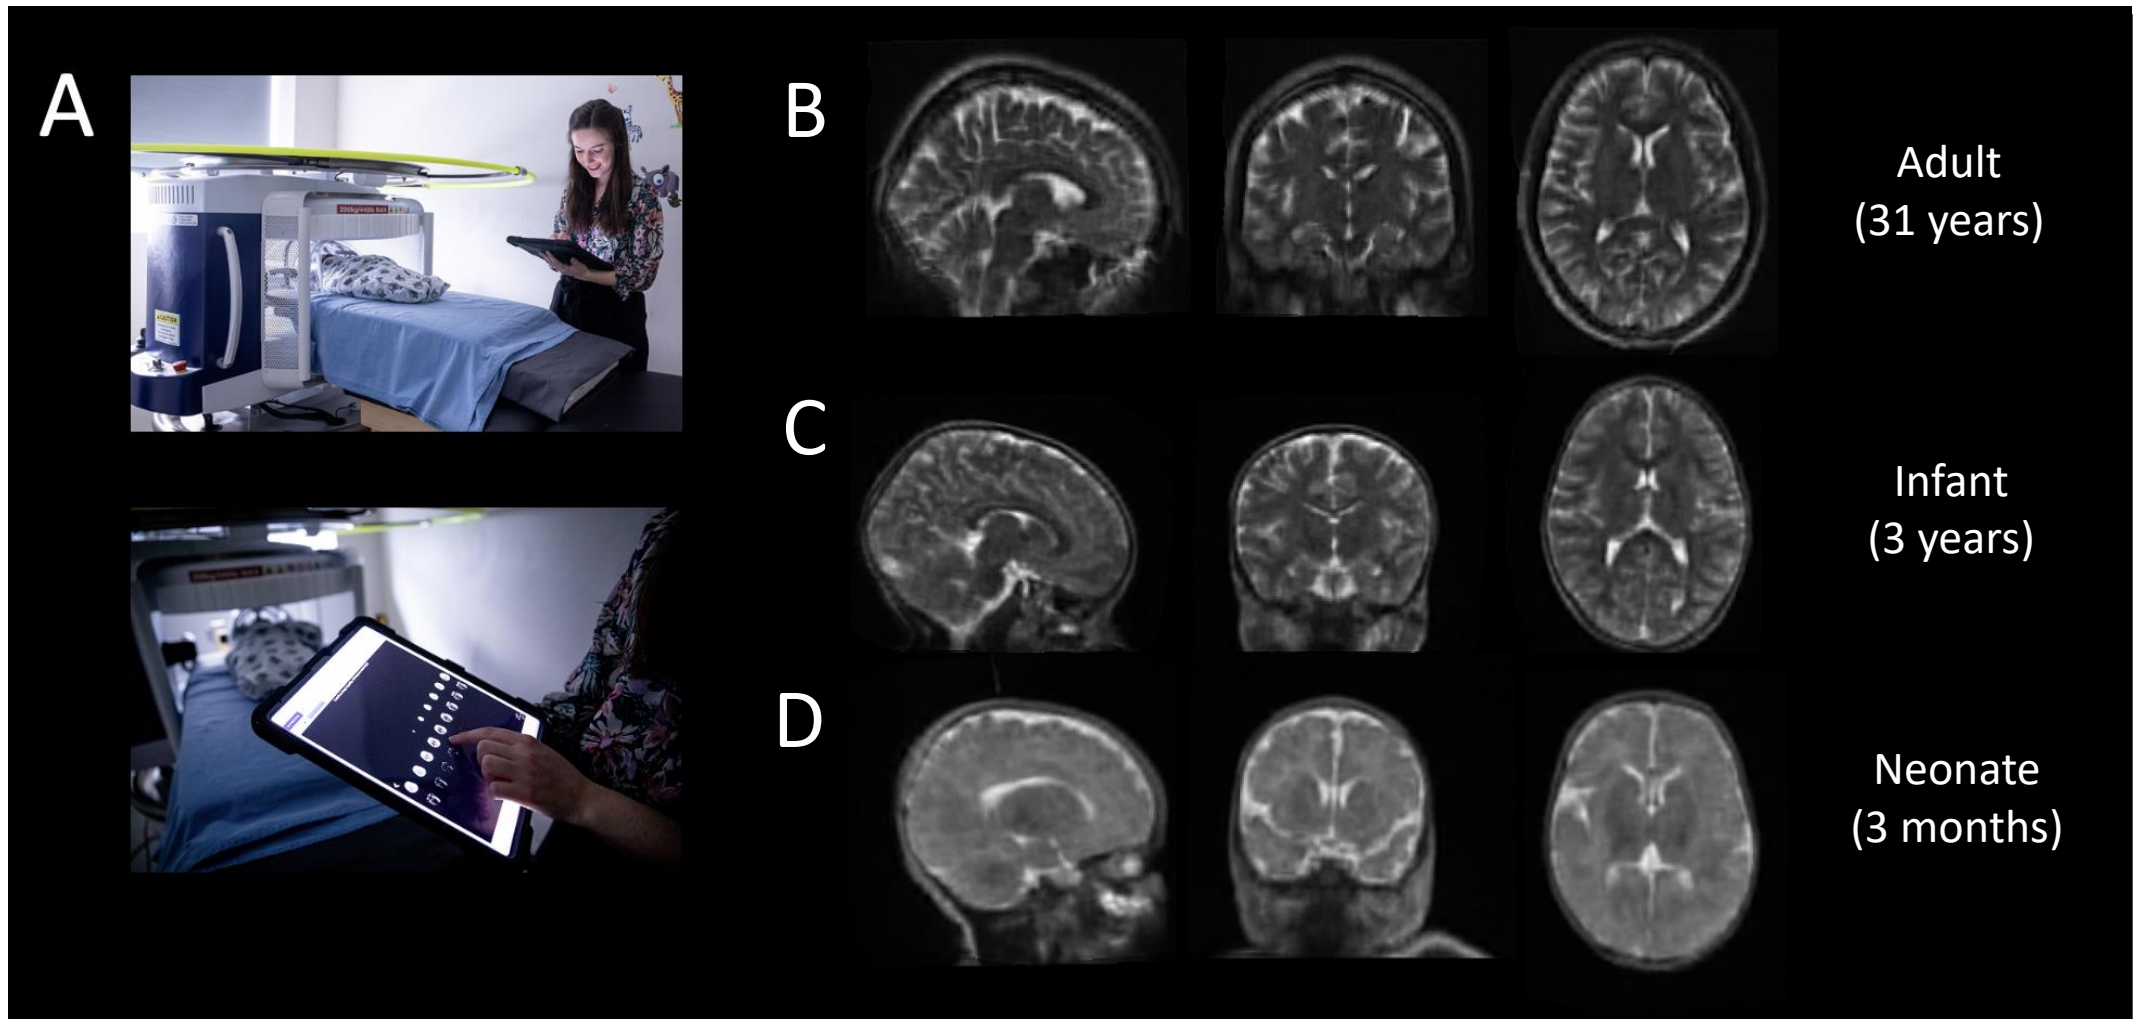 A
200kg/440lb MAX
CAUTION
B
Adult
(31 years)
C
Infant
(3 years)
D
Neonate
(3 months)